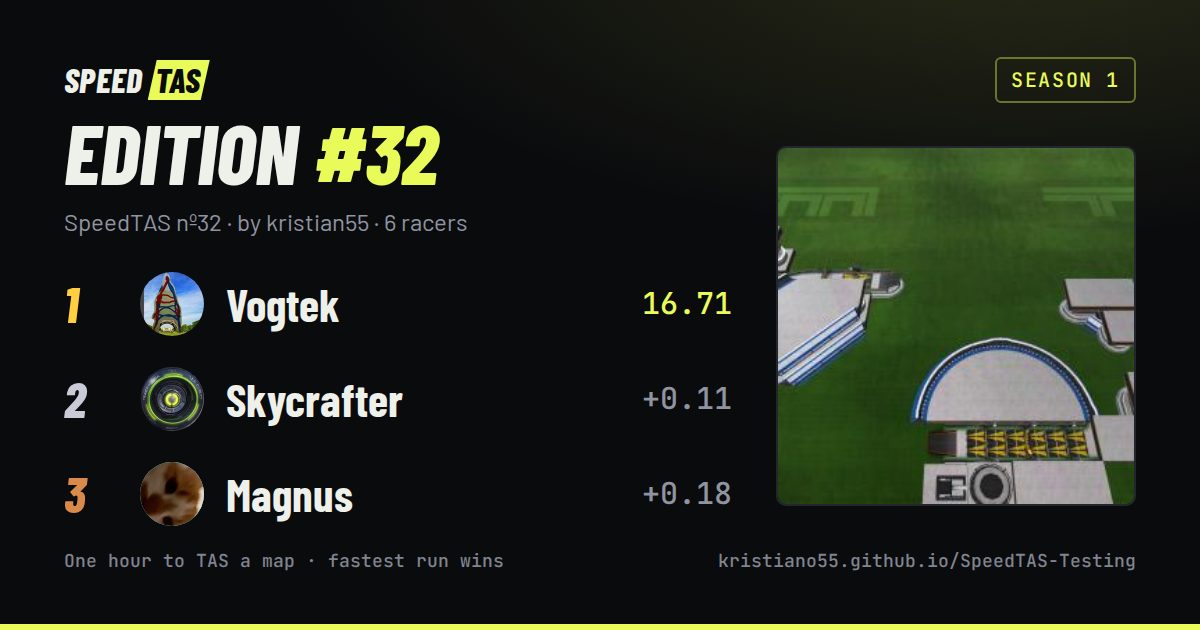 SPEED TAS
SEASON 1
EDITION #32
SpeedTAS nº32 · by kristian55 · 6 racers
1 Vogtek 16.71
2 Skycrafter +0.11
3 Magnus +0.18
One hour to TAS a map · fastest run wins
kristiano55.github.io/SpeedTAS-Testing